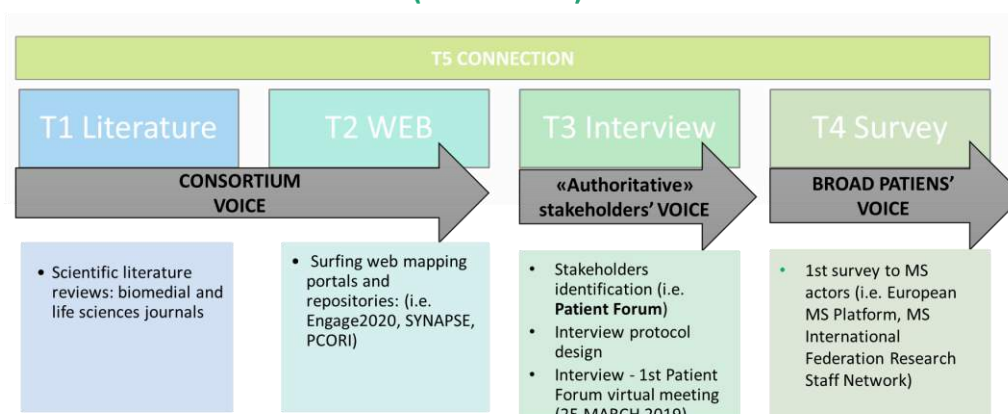 T5 CONNECTION
T1 Literature
T2 WEB
T3 Interview
T4 Survey
CONSORTIUM
VOICE
«Authoritative»
stakeholders' VOICE
BROAD PATIENS'
VOICE
• Scientific literature
reviews: biomedial and
life sciences journals
• Surfing web mapping
portals and
repositories: (i.e.
Engage2020, SYNAPSE,
PCORI)
• Stakeholders
identification (i.e.
Patient Forum)
• Interview protocol
design
• Interview - 1st Patient
Forum virtual meeting
(25 MARCH 2019)
• 1st survey to MS
actors (i.e. European
MS Platform, MS
International
Federation Research
Staff Network)